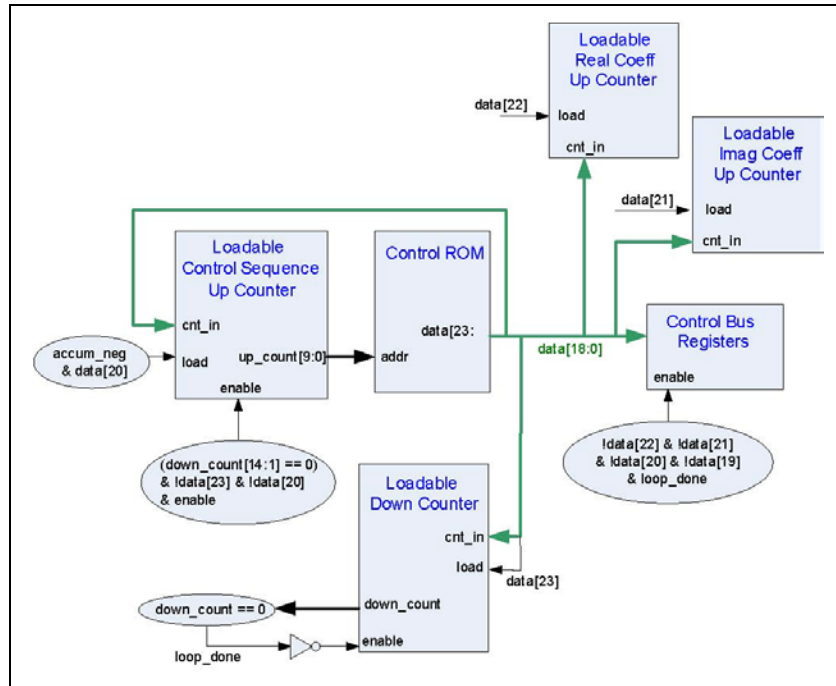 Loadable
Real Coeff
Up Counter
data[22]
load
cnt_in
Loadable
Imag Coeff
Up Counter
data[21]
load
cnt_in
Loadable
Control Sequence
Up Counter
cnt_in
load
up_count[9:0]
enable
accum_neg
& data[20]
Control ROM
data[23:
addr
data[18:0]
Control Bus
Registers
enable
(down_count[14:1] == 0)
& !data[23] & !data[20]
& enable
!data[22] & !data[21]
& !data[20] & !data[19]
& loop_done
Loadable
Down Counter
cnt_in
load
data[23]
down_count
enable
down_count == 0
loop_done